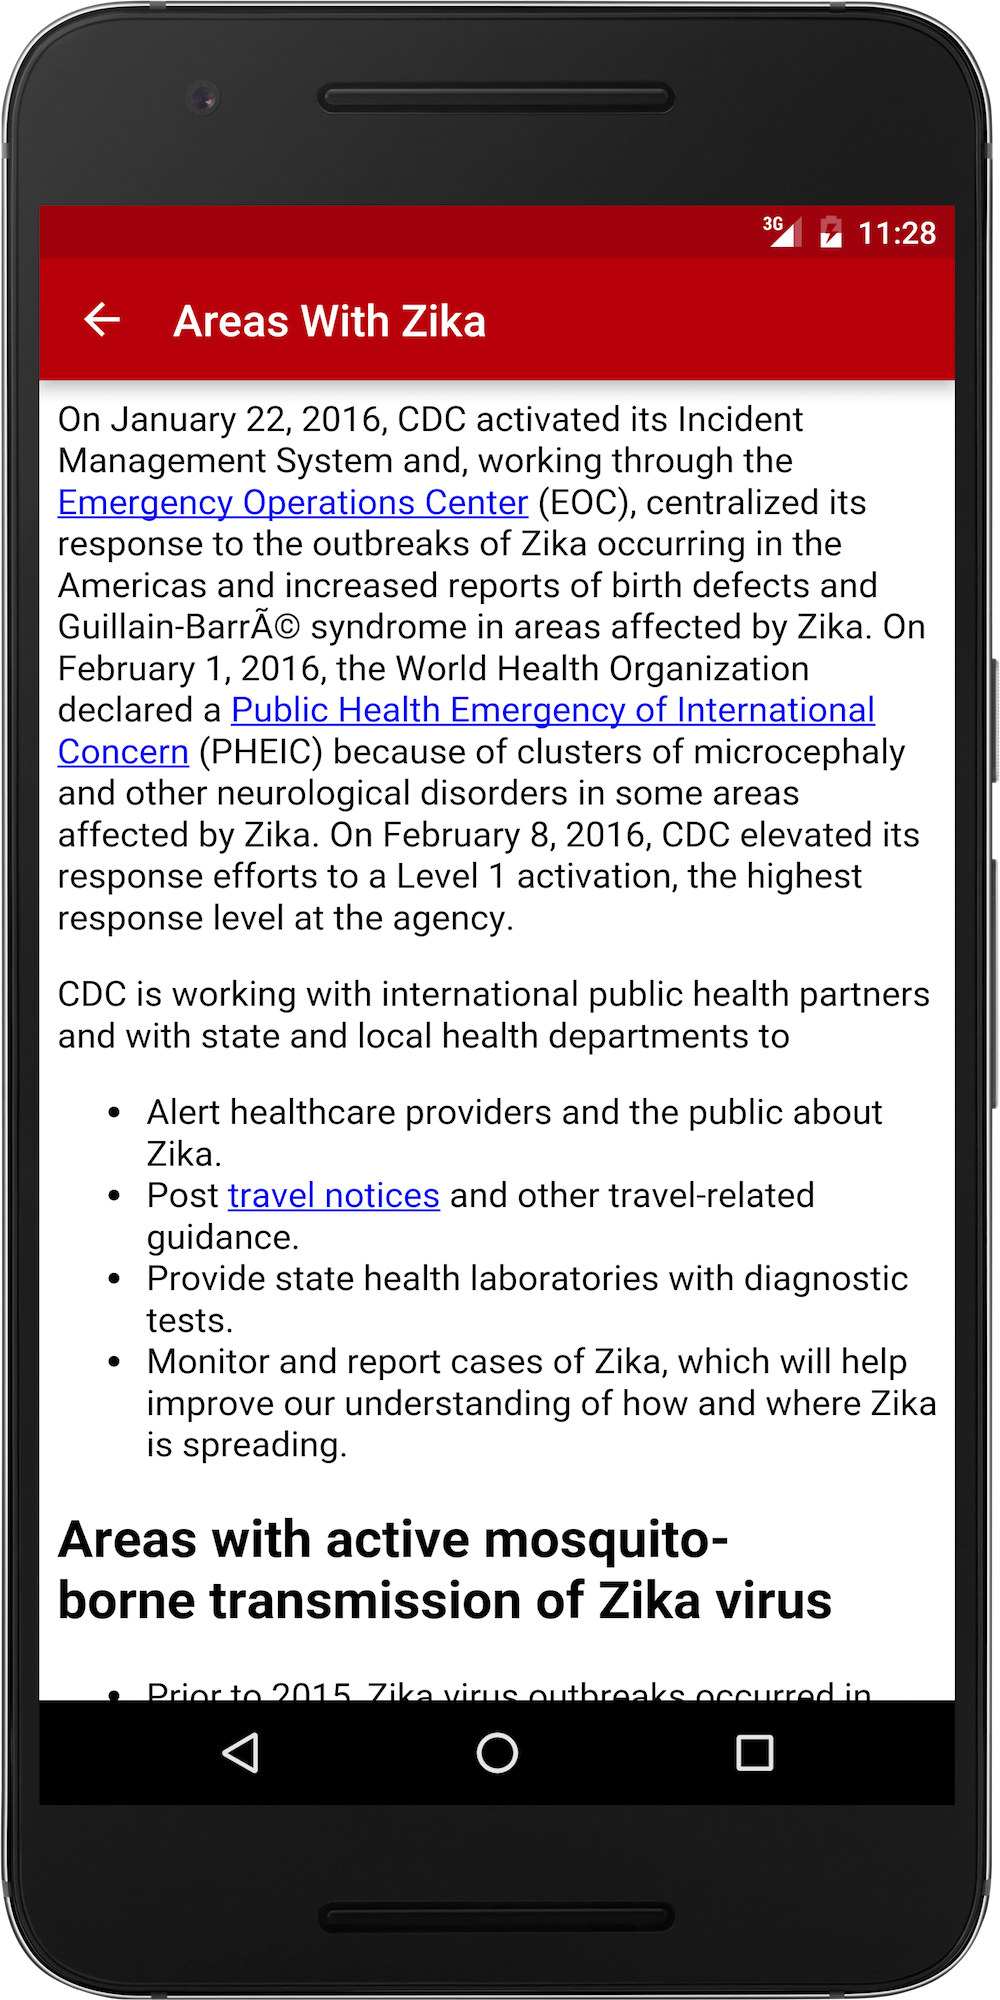 3G 11:28
Areas With Zika
On January 22, 2016, CDC activated its Incident
Management System and, working through the
Emergency Operations Center (EOC), centralized its
response to the outbreaks of Zika occurring in the
Americas and increased reports of birth defects and
Guillain-BarrÃ© syndrome in areas affected by Zika. On
February 1, 2016, the World Health Organization
declared a Public Health Emergency of International
Concern (PHEIC) because of clusters of microcephaly
and other neurological disorders in some areas
affected by Zika. On February 8, 2016, CDC elevated its
response efforts to a Level 1 activation, the highest
response level at the agency.
CDC is working with international public health partners
and with state and local health departments to
• Alert healthcare providers and the public about
Zika.
• Post travel notices and other travel-related
guidance.
• Provide state health laboratories with diagnostic
tests.
• Monitor and report cases of Zika, which will help
improve our understanding of how and where Zika
is spreading.
Areas with active mosquito-
borne transmission of Zika virus
• Prior to 2015, Zika virus outbreaks occurred in